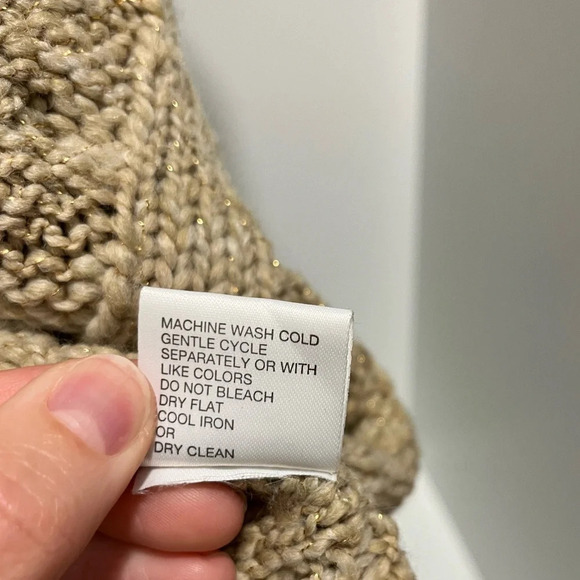 MACHINE WASH COLD
GENTLE CYCLE
SEPARATELY OR WITH
LIKE COLORS
DO NOT BLEACH
DRY FLAT
COOL IRON
OR
DRY CLEAN